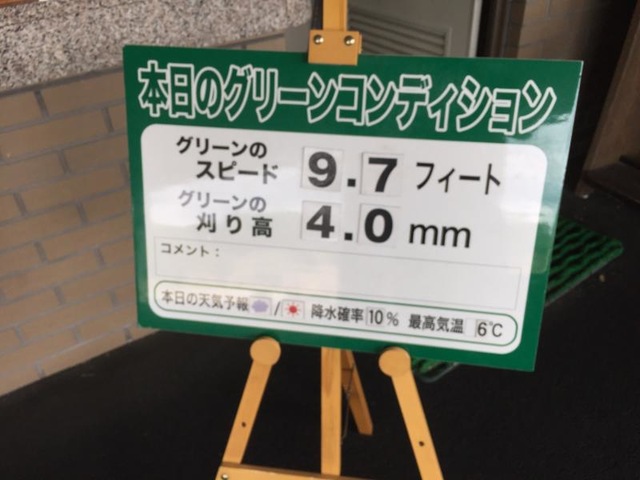 本日のグリーンコンディション
グリーンの
スピード 9.7 フィート
グリーンの
刈り高 4.0 mm
コメント：
本日の天気予報 / 降水確率 10% 最高気温 6℃